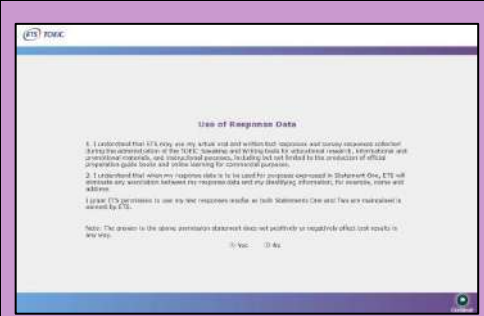 ETS TOEIC
Use of Response Data
1. I understand that ETS may use my actual oral and written test responses and survey responses collected
during the administration of the TOEIC Speaking and Writing tests for educational research, informational and
promotional materials, and instructional purposes, including but not limited to the production of official
preparation guide books and online learning for commercial purposes.
2. I understand that when my response data is to be used for purposes expressed in Statement One, ETS will
eliminate any association between my response data and my identifying information, for example, name and
address.
I grant ETS permission to use my test responses insofar as both Statements One and Two are maintained
owned by ETS.
Note: The answer to the above permission statement does not positively or negatively affect test results in
any way.
Yes No
Continue